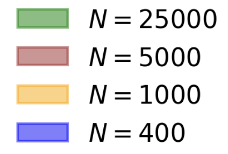 N = 25000
N = 5000
N = 1000
N = 400